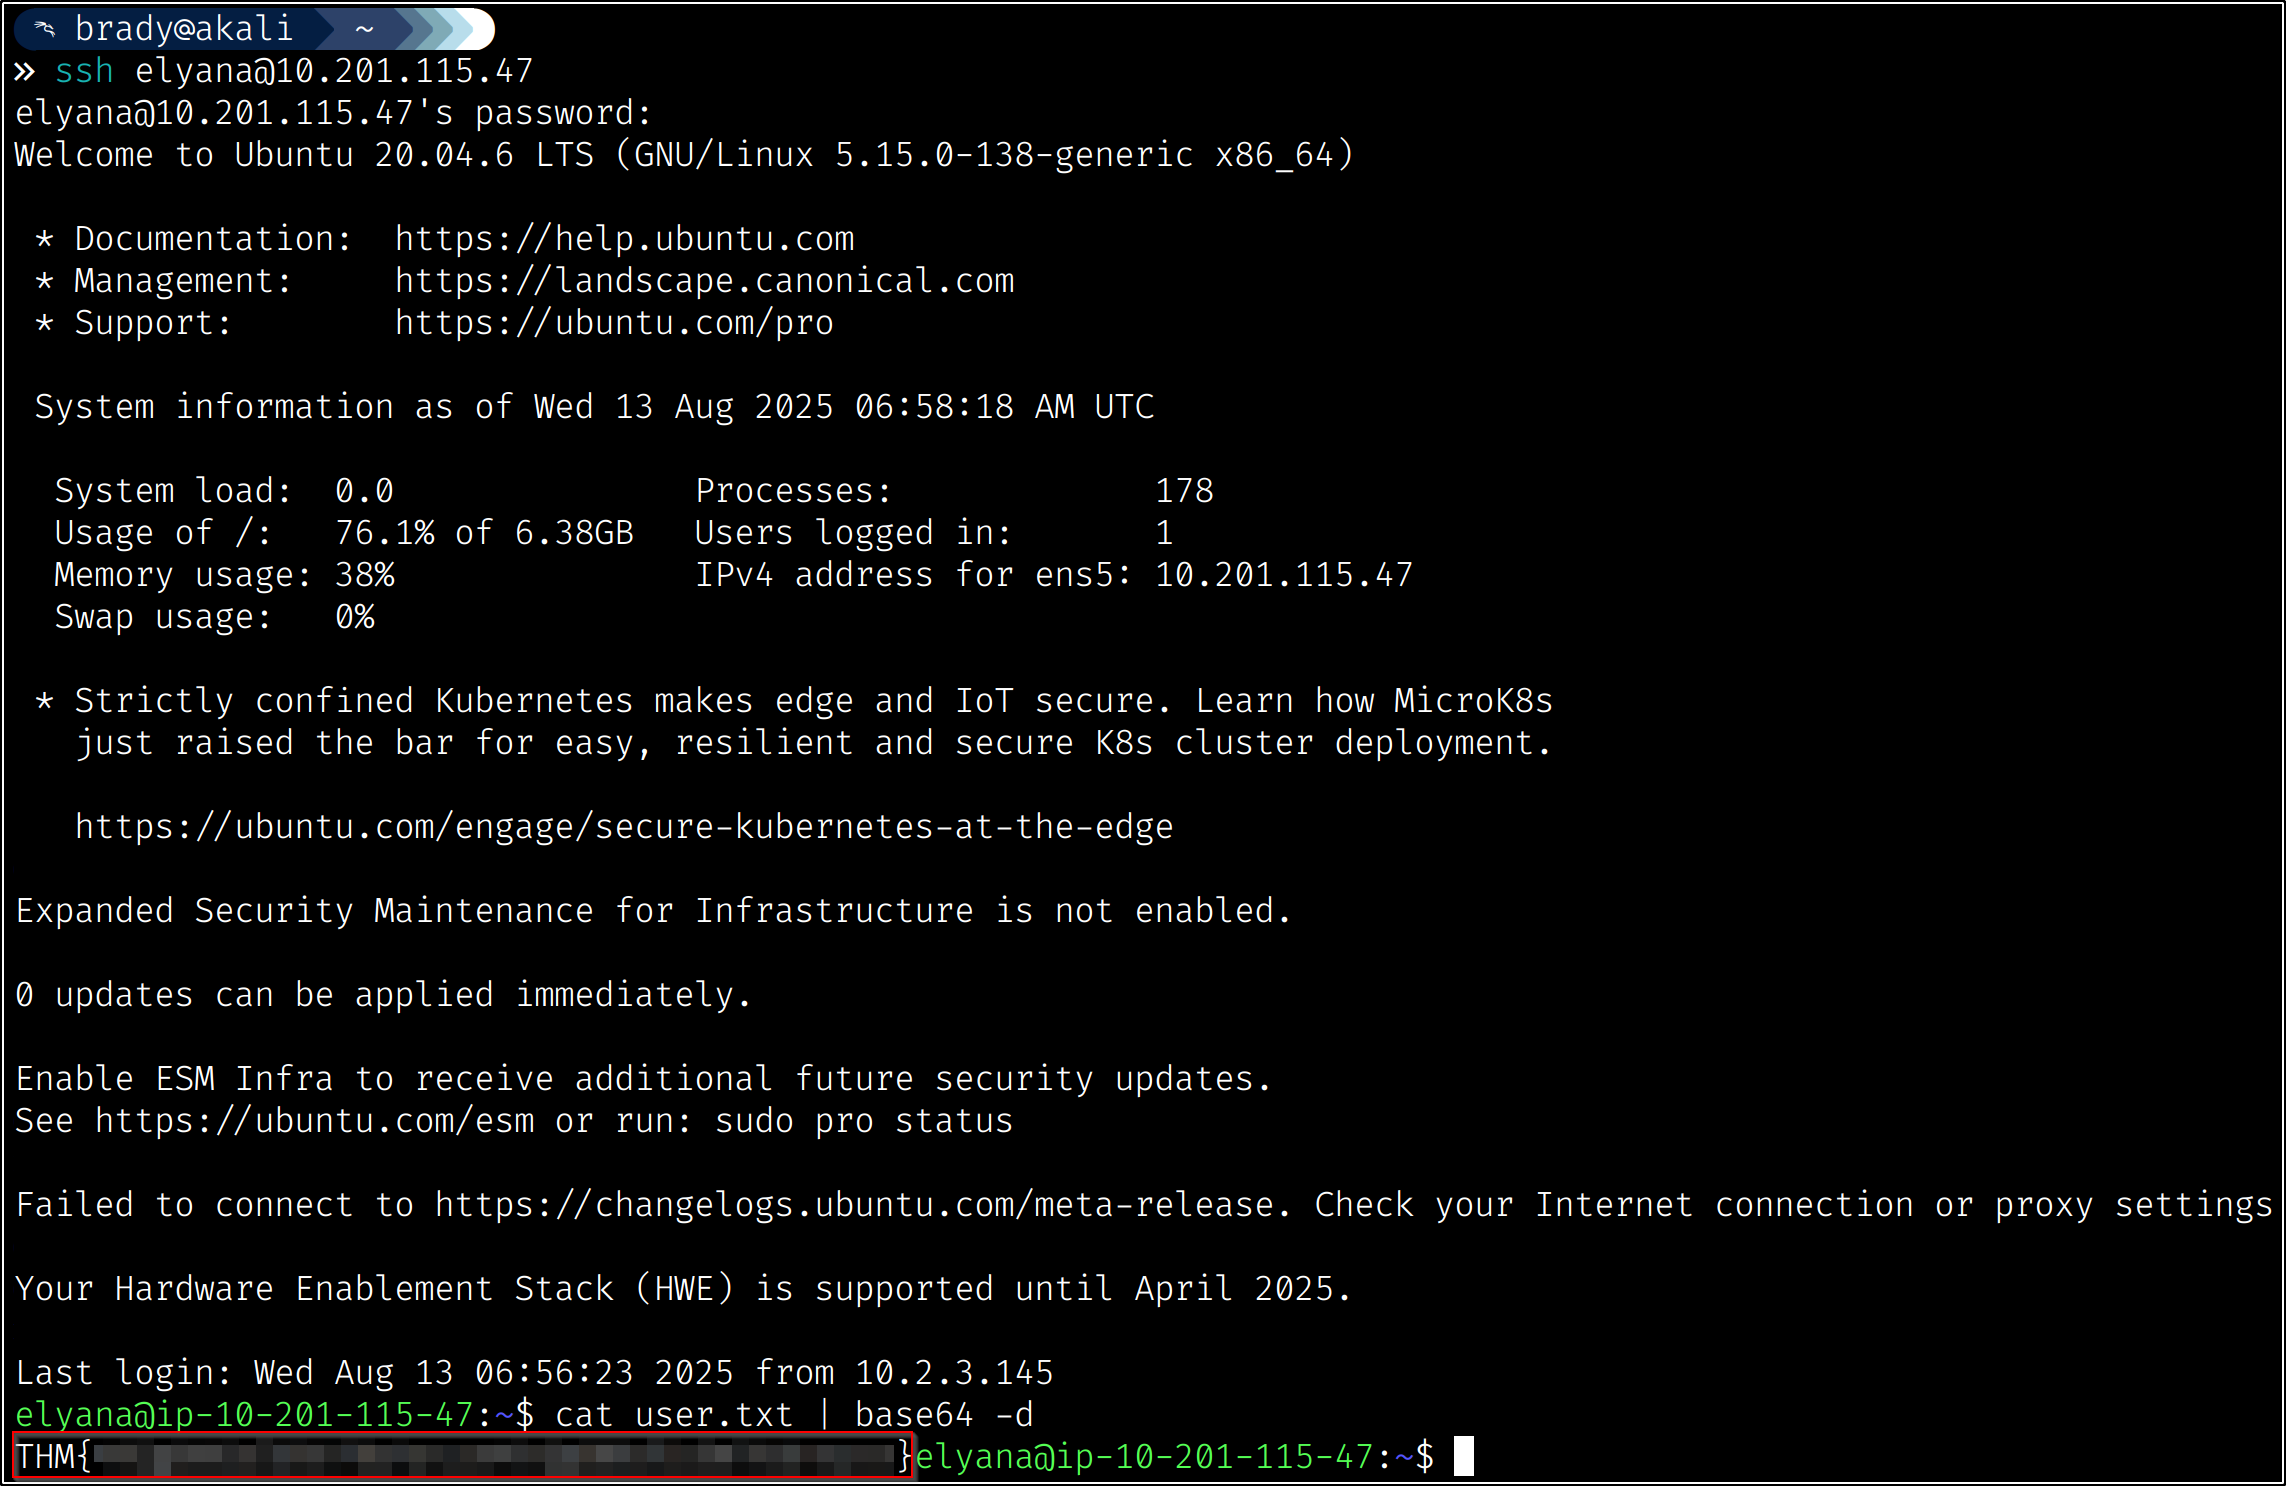 brady@akali ~
» ssh elyana@10.201.115.47
elyana@10.201.115.47's password:
Welcome to Ubuntu 20.04.6 LTS (GNU/Linux 5.15.0-138-generic x86_64)
* Documentation:  https://help.ubuntu.com
* Management:     https://landscape.canonical.com
* Support:        https://ubuntu.com/pro
System information as of Wed 13 Aug 2025 06:58:18 AM UTC
System load:  0.0               Processes:             178
Usage of /:   76.1% of 6.38GB   Users logged in:       1
Memory usage: 38%               IPv4 address for ens5: 10.201.115.47
Swap usage:   0%
* Strictly confined Kubernetes makes edge and IoT secure. Learn how MicroK8s
just raised the bar for easy, resilient and secure K8s cluster deployment.
https://ubuntu.com/engage/secure-kubernetes-at-the-edge
Expanded Security Maintenance for Infrastructure is not enabled.
0 updates can be applied immediately.
Enable ESM Infra to receive additional future security updates.
See https://ubuntu.com/esm or run: sudo pro status
Failed to connect to https://changelogs.ubuntu.com/meta-release. Check your Internet connection or proxy settings
Your Hardware Enablement Stack (HWE) is supported until April 2025.
Last login: Wed Aug 13 06:56:23 2025 from 10.2.3.145
elyana@ip-10-201-115-47:~$ cat user.txt | base64 -d
THM{ }elyana@ip-10-201-115-47:~$